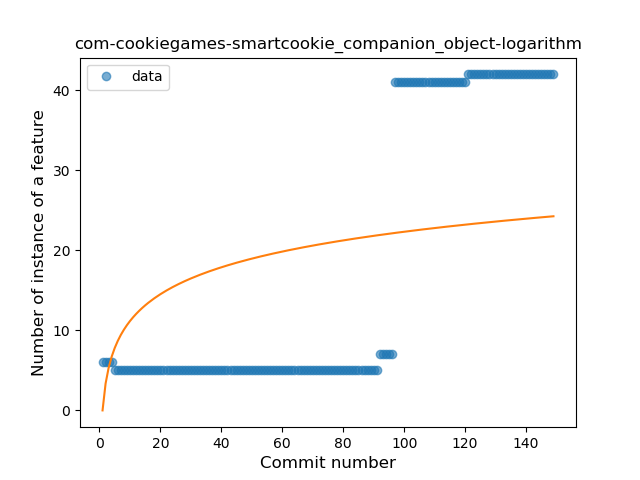 com-cookiegames-smartcookie_companion_object-logarithm
data
Number of instance of a feature
40
30
20
10
0
0 20 40 60 80 100 120 140
Commit number